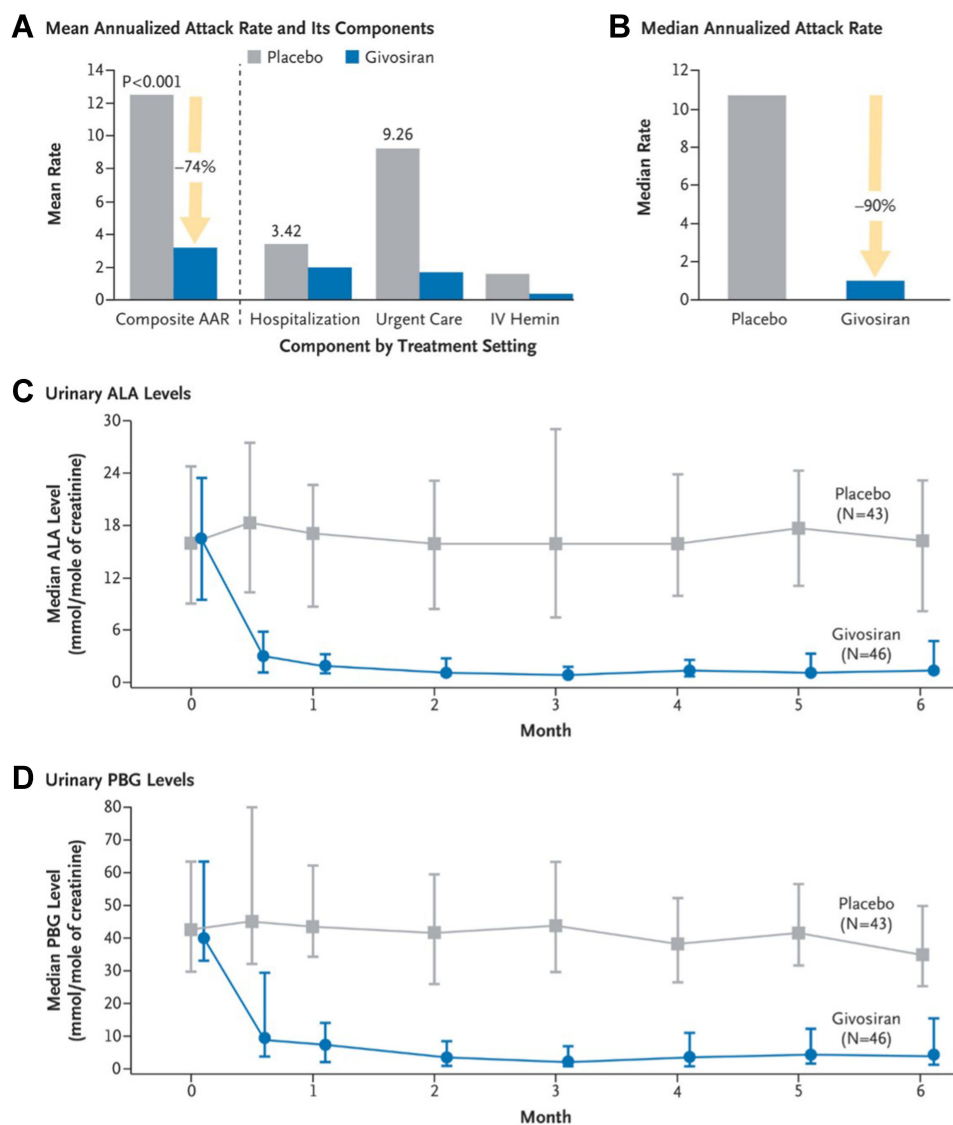 A Mean Annualized Attack Rate and Its Components
Placebo Givosiran
Mean Rate
14
12
10
8
6
4
2
0
P<0.001
–74%
3.42
9.26
Composite AAR Hospitalization Urgent Care IV Hemin
Component by Treatment Setting
B Median Annualized Attack Rate
Median Rate
12
10
8
6
4
2
0
–90%
Placebo Givosiran
C Urinary ALA Levels
Median ALA Level
(mmol/mole of creatinine)
30
24
18
12
6
0
Placebo
(N=43)
Givosiran
(N=46)
0 1 2 3 4 5 6
Month
D Urinary PBG Levels
Median PBG Level
(mmol/mole of creatinine)
80
70
60
50
40
30
20
10
0
Placebo
(N=43)
Givosiran
(N=46)
0 1 2 3 4 5 6
Month